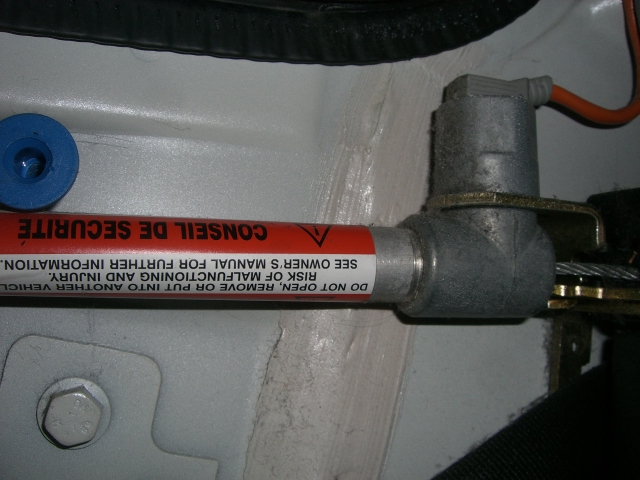 CONSEIL DE SECURITE
DO NOT OPEN, REMOVE OR PUT INTO ANOTHER VEHICL
RISK OF MALFUNCTIONING AND INJURY.
SEE OWNER'S MANUAL FOR FURTHER INFORMATION.